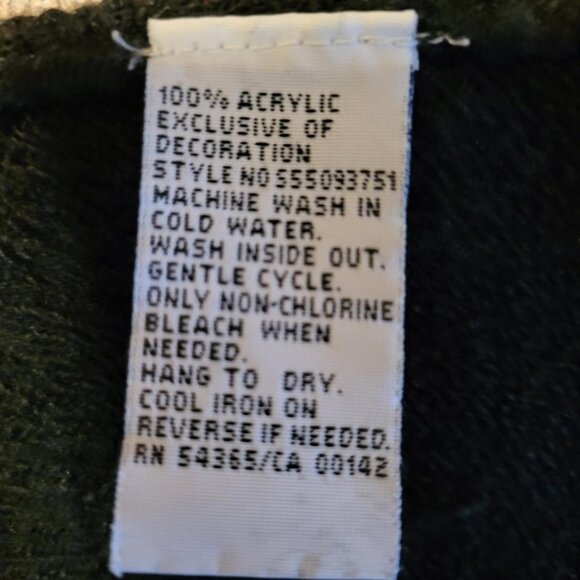 100% ACRYLIC
EXCLUSIVE OF
DECORATION
STYLE NO S55093751
MACHINE WASH IN
COLD WATER.
WASH INSIDE OUT.
GENTLE CYCLE.
ONLY NON-CHLORINE
BLEACH WHEN
NEEDED.
HANG TO DRY.
COOL IRON ON
REVERSE IF NEEDED.
RN 54365/CA 00142